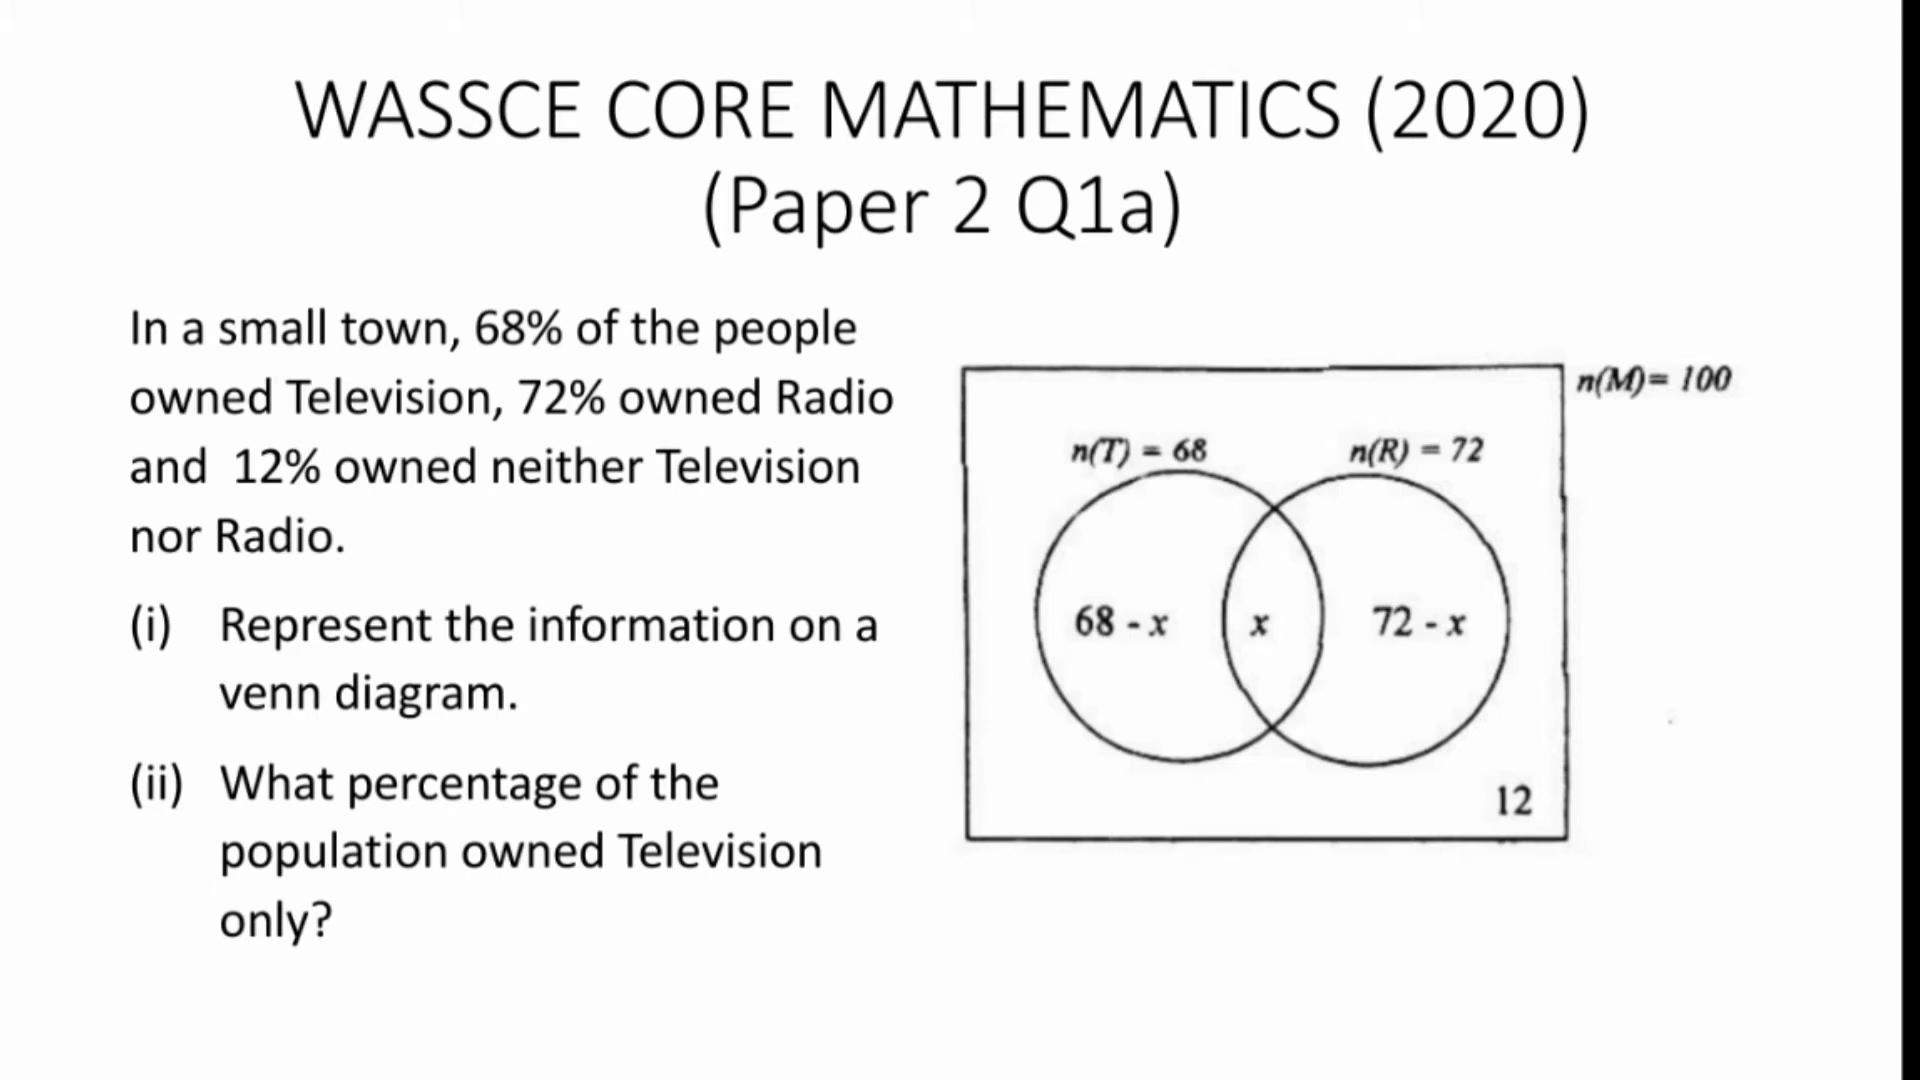 WASSCE CORE MATHEMATICS (2020)
(Paper 2 Q1a)
In a small town, 68% of the people
owned Television, 72% owned Radio
and 12% owned neither Television
nor Radio.
(i) Represent the information on a
venn diagram.
(ii) What percentage of the
population owned Television
only?
n(M)= 100
n(T) = 68
n(R) = 72
68 - x
x
72 - x
12